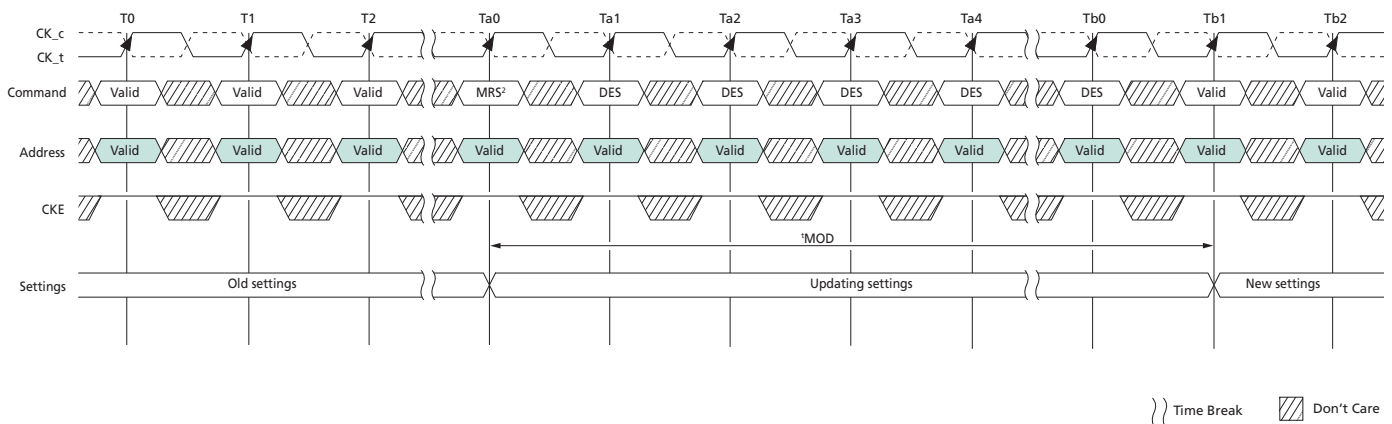 T0 T1 T2 Ta0 Ta1 Ta2 Ta3 Ta4 Tb0 Tb1 Tb2
CK_c
CK_t
Command Valid Valid Valid MRS² DES DES DES DES DES Valid Valid
Address Valid Valid Valid Valid Valid Valid Valid Valid Valid Valid Valid
CKE
ᵗMOD
Settings Old settings Updating settings New settings
Time Break Don't Care